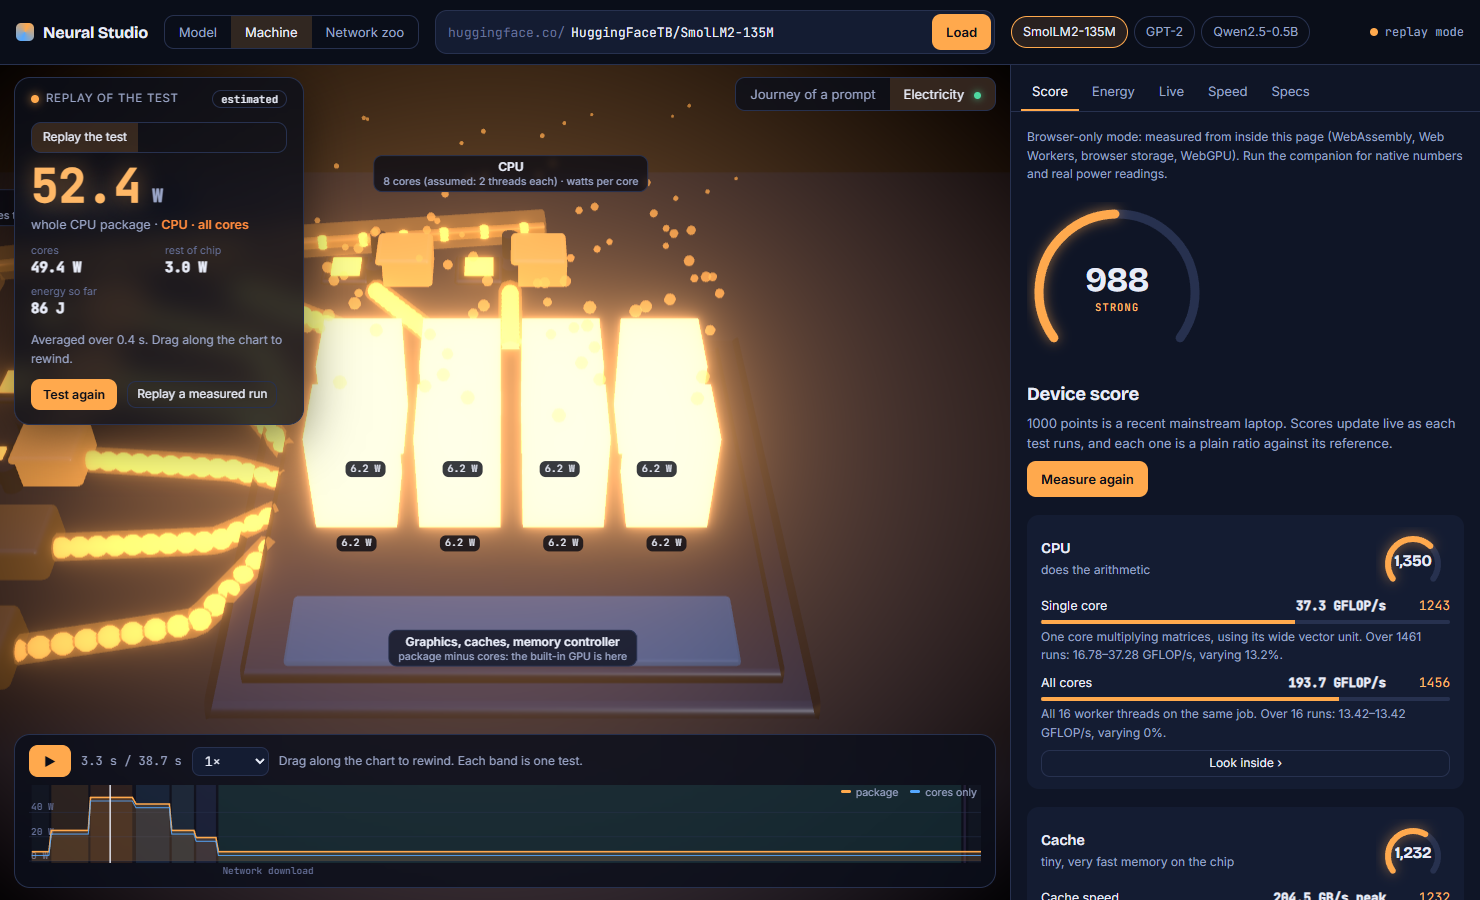 Neural Studio
Model
Machine
Network zoo
huggingface.co/ HuggingFaceTB/SmolLM2-135M
Load
SmolLM2-135M
GPT-2
Qwen2.5-0.5B
replay mode
REPLAY OF THE TEST
estimated
Replay the test
52.4 W
whole CPU package · CPU · all cores
cores
rest of chip
49.4 W
3.0 W
energy so far
86 J
Averaged over 0.4 s. Drag along the chart to
rewind.
Test again
Replay a measured run
Journey of a prompt
Electricity
CPU
8 cores (assumed: 2 threads each) · watts per core
6.2 W
6.2 W
6.2 W
6.2 W
6.2 W
6.2 W
6.2 W
6.2 W
Graphics, caches, memory controller
package minus cores: the built-in GPU is here
3.3 s / 38.7 s
1×
Drag along the chart to rewind. Each band is one test.
package
cores only
40 W
20 W
0 W
Network download
Score
Energy
Live
Speed
Specs
Browser-only mode: measured from inside this page (WebAssembly, Web
Workers, browser storage, WebGPU). Run the companion for native numbers
and real power readings.
988
STRONG
Device score
1000 points is a recent mainstream laptop. Scores update live as each
test runs, and each one is a plain ratio against its reference.
Measure again
CPU
does the arithmetic
1,350
Single core
37.3 GFLOP/s
1243
One core multiplying matrices, using its wide vector unit. Over 1461
runs: 16.78–37.28 GFLOP/s, varying 13.2%.
All cores
193.7 GFLOP/s
1456
All 16 worker threads on the same job. Over 16 runs: 13.42–13.42
GFLOP/s, varying 0%.
Look inside ›
Cache
tiny, very fast memory on the chip
1,232
Cache speed
204.5 GB/s peak
1232